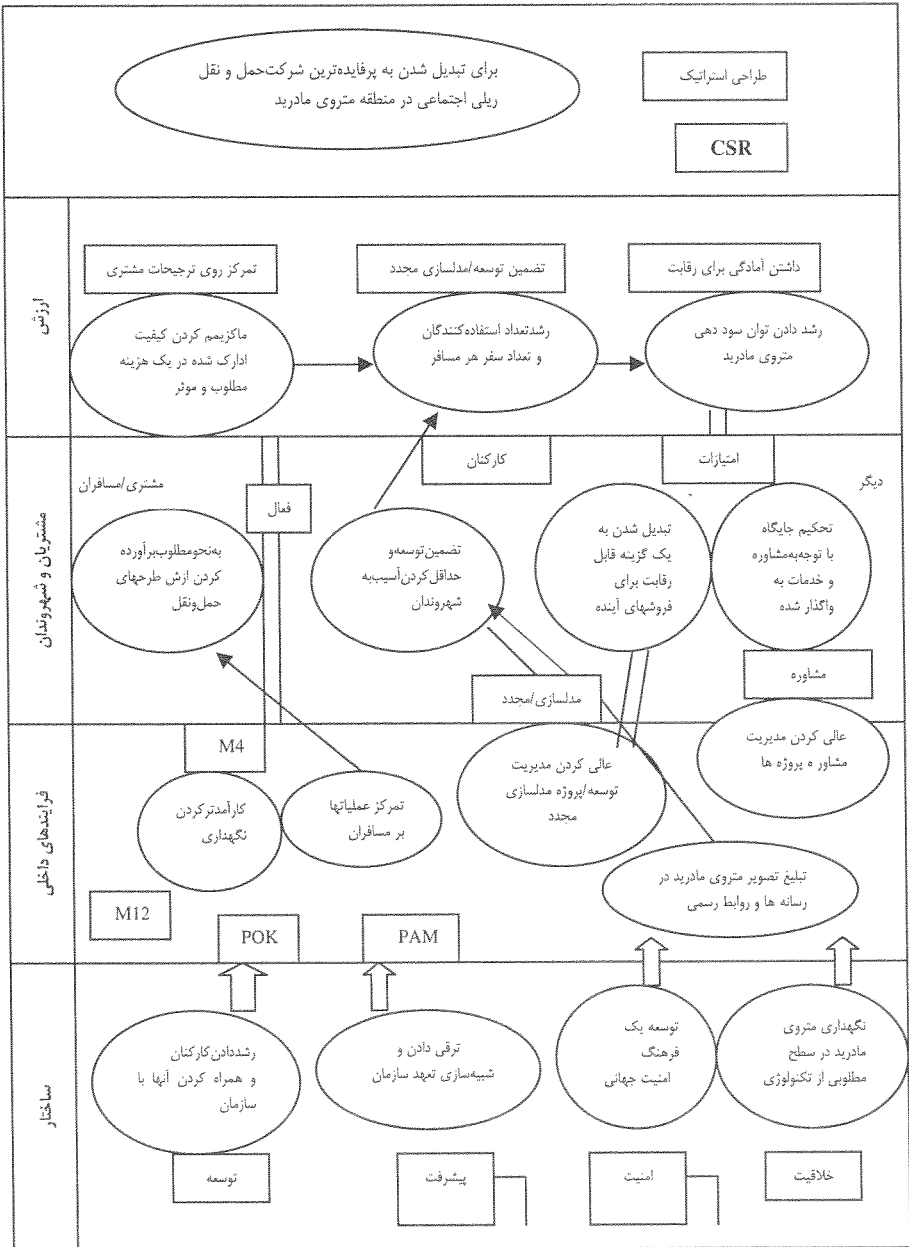 برای تبدیل شدن به پرفایده‌ترین شرکت‌حمل و نقل
ریلی اجتماعی در منطقه متروی مادرید
طراحی استراتیک
CSR
ارزش
داشتن آمادگی برای رقابت
تضمین توسعه/مدلسازی مجدد
تمرکز روی ترجیحات مشتری
رشد دادن توان سود دهی
متروی مادرید
رشدتعداد استفاده‌کنندگان
و تعداد سفر هر مسافر
ماکزیمم کردن کیفیت
ادارک شده در یک هزینه
مطلوب و موثر
مشتریان و شهروندان
دیگر
امتیازات
کارکنان
فعال
مشتری/مسافران
تحکیم جایگاه
با توجه‌به‌مشاوره
و خدمات به
واگذار شده
تبدیل شدن به
یک گزینه قابل
رقابت برای
فروشهای آینده
تضمین‌توسعه‌و
حداقل‌کردن‌آسیب‌به
شهروندان
به‌نحومطلوب‌برآورده
کردن ازش طرحهای
حمل‌ونقل
مشاوره
مدلسازی/مجدد
فرایندهای داخلی
عالی کردن مدیریت
مشاور ه پروژه ها
عالی کردن مدیریت
توسعه/پروژه مدلسازی
مجدد
M4
تمرکز عملیاتها
بر مسافران
کارآمدترکردن
نگهداری
تبلیغ تصویر متروی مادرید در
رسانه ها و روابط رسمی
M12
POK
PAM
ساختار
نگهداری متروی
مادرید در سطح
مطلوبی از تکنولوژی
توسعه یک
فرهنگ
امنیت جهانی
ترقی دادن و
شبیه‌سازی تعهد سازمان
رشددادن‌کارکنان
و همراه کردن آنها با
سازمان
خلاقیت
امنیت
پیشرفت
توسعه